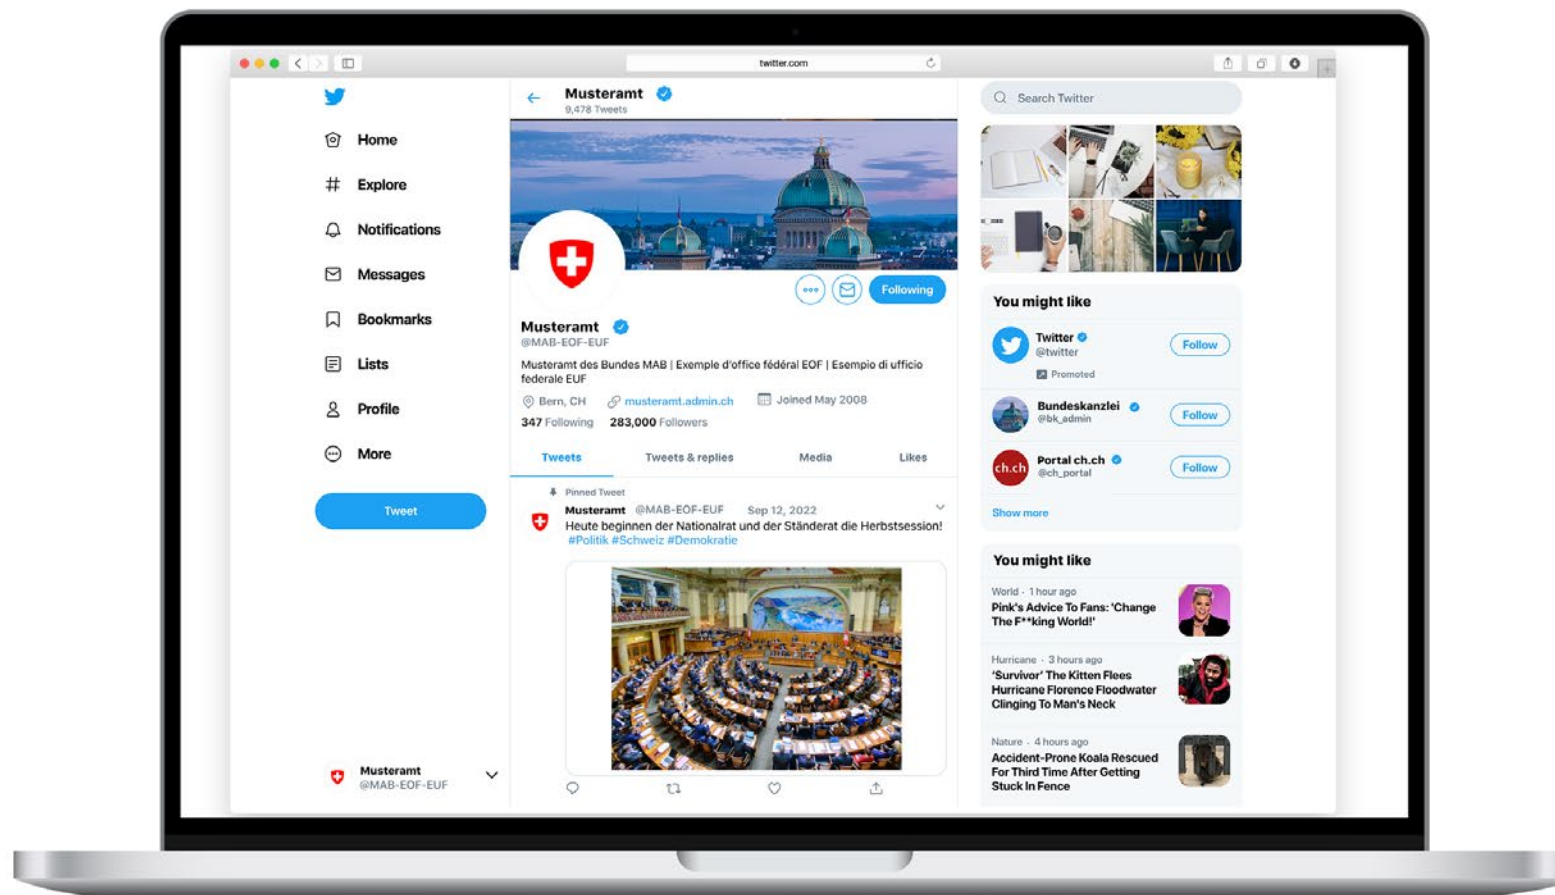 twitter.com
Home
Explore
Notifications
Messages
Bookmarks
Lists
Profile
More
Tweet
Musteramt
@MAB-EOF-EUF
Musteramt
9,478 Tweets
Following
Musteramt
@MAB-EOF-EUF
Musteramt des Bundes MAB | Exemple d'office fédéral EOF | Esempio di ufficio
federale EUF
Bern, CH musteramt.admin.ch Joined May 2008
347 Following 283,000 Followers
Tweets Tweets & replies Media Likes
Pinned Tweet
Musteramt @MAB-EOF-EUF Sep 12, 2022
Heute beginnen der Nationalrat und der Ständerat die Herbstsession!
#Politik #Schweiz #Demokratie
Search Twitter
You might like
Twitter
@twitter
Follow
Promoted
Bundeskanzlei
@bk_admin
Follow
ch.ch
Portal ch.ch
@ch_portal
Follow
Show more
You might like
World · 1 hour ago
Pink's Advice To Fans: 'Change
The F**king World!'
Hurricane · 3 hours ago
'Survivor' The Kitten Flees
Hurricane Florence Floodwater
Clinging To Man's Neck
Nature · 4 hours ago
Accident-Prone Koala Rescued
For Third Time After Getting
Stuck In Fence